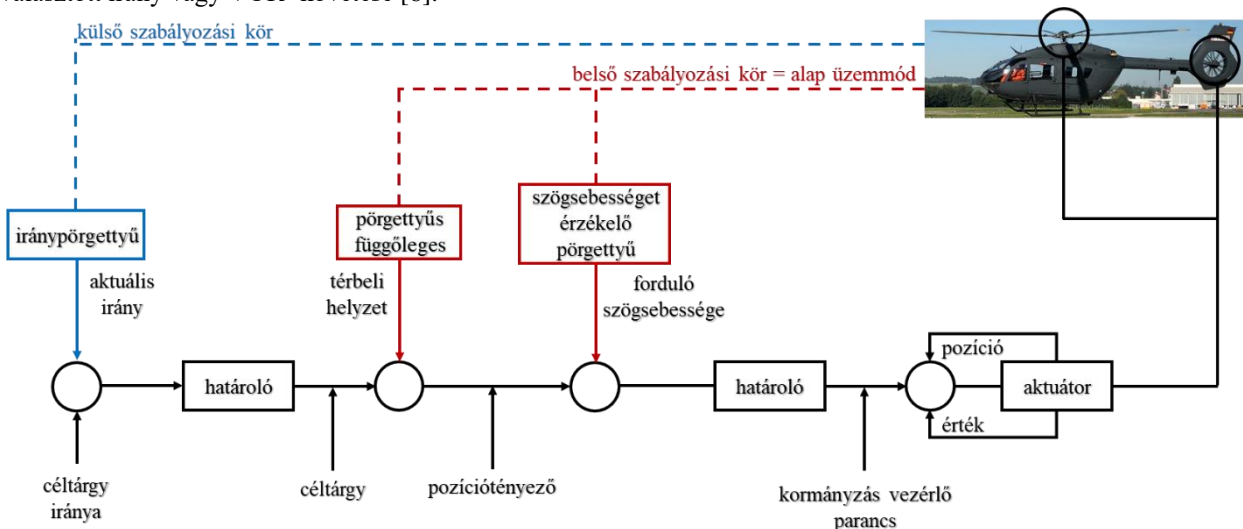 külső szabályozási kör
belső szabályozási kör = alap üzemmód
iránypörgettyű
pörgettyűs
függőleges
szögsebességet
érzékelő
pörgettyű
aktuális
irány
térbeli
helyzet
forduló
szögsebessége
határoló
határoló
pozíció
aktuátor
érték
céltárgy
iránya
céltárgy
pozíciótényező
kormányzás vezérlő
parancs